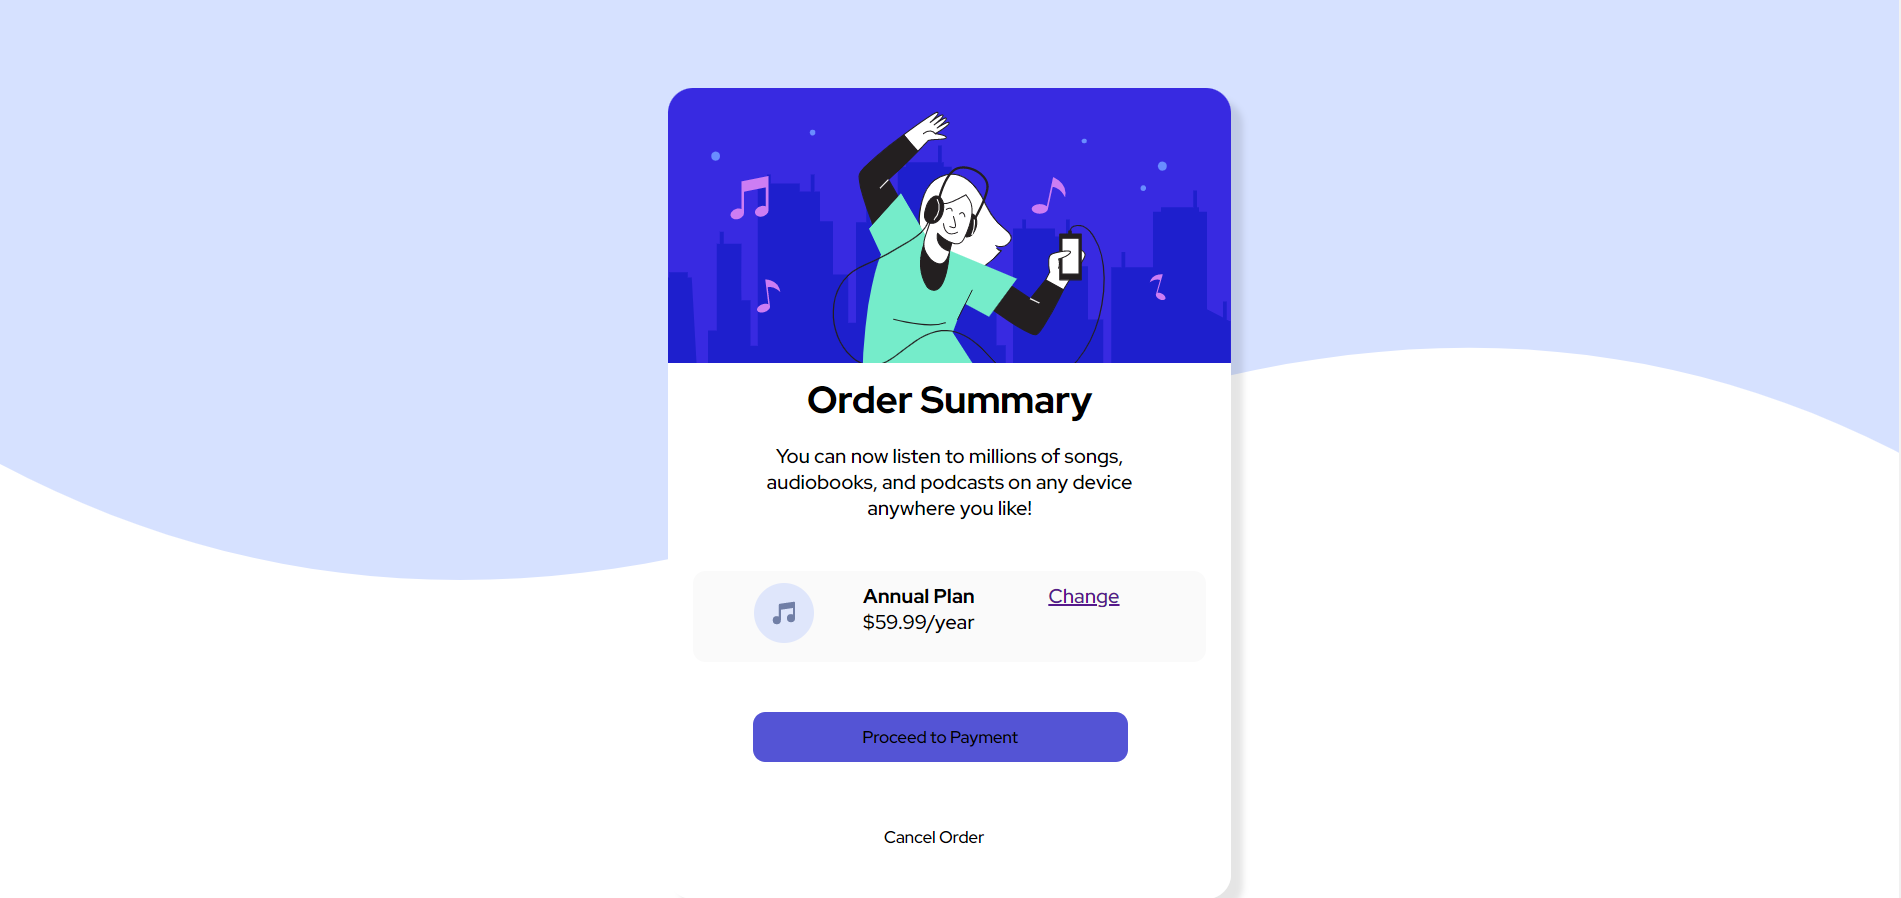 Order Summary
You can now listen to millions of songs,
audiobooks, and podcasts on any device
anywhere you like!
Annual Plan
Change
$59.99/year
Proceed to Payment
Cancel Order